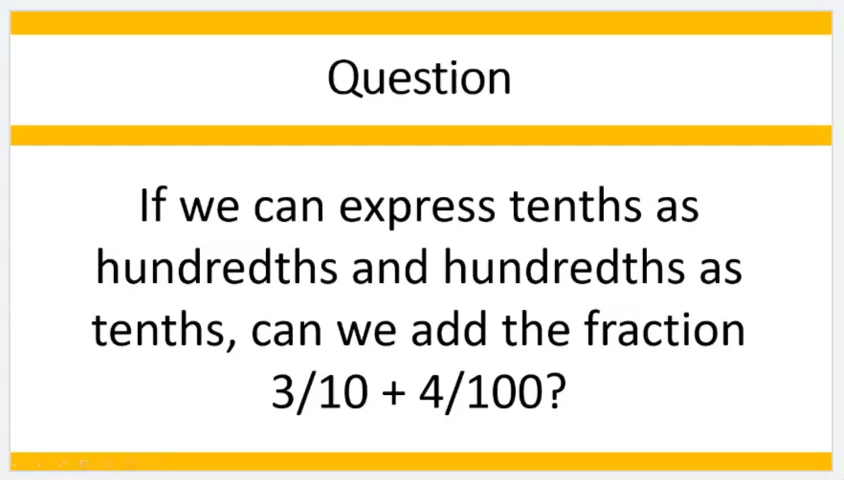 Question
If we can express tenths as
hundredths and hundredths as
tenths, can we add the fraction
3/10 + 4/100?